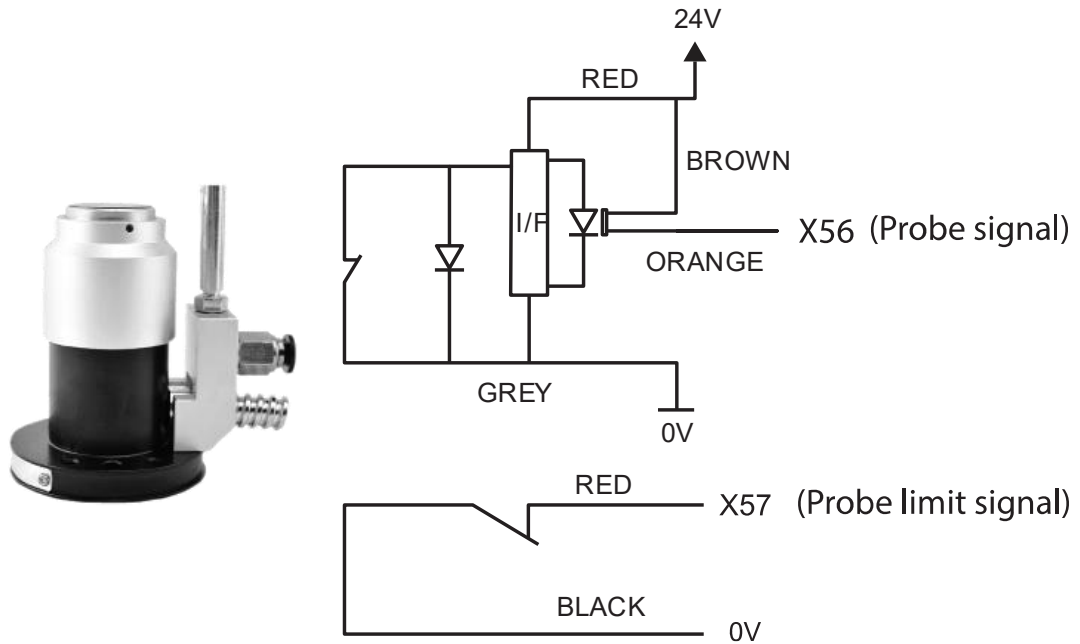 24V
RED
BROWN
I/F
X56 (Probe signal)
ORANGE
GREY
0V
RED
X57 (Probe limit signal)
BLACK
0V